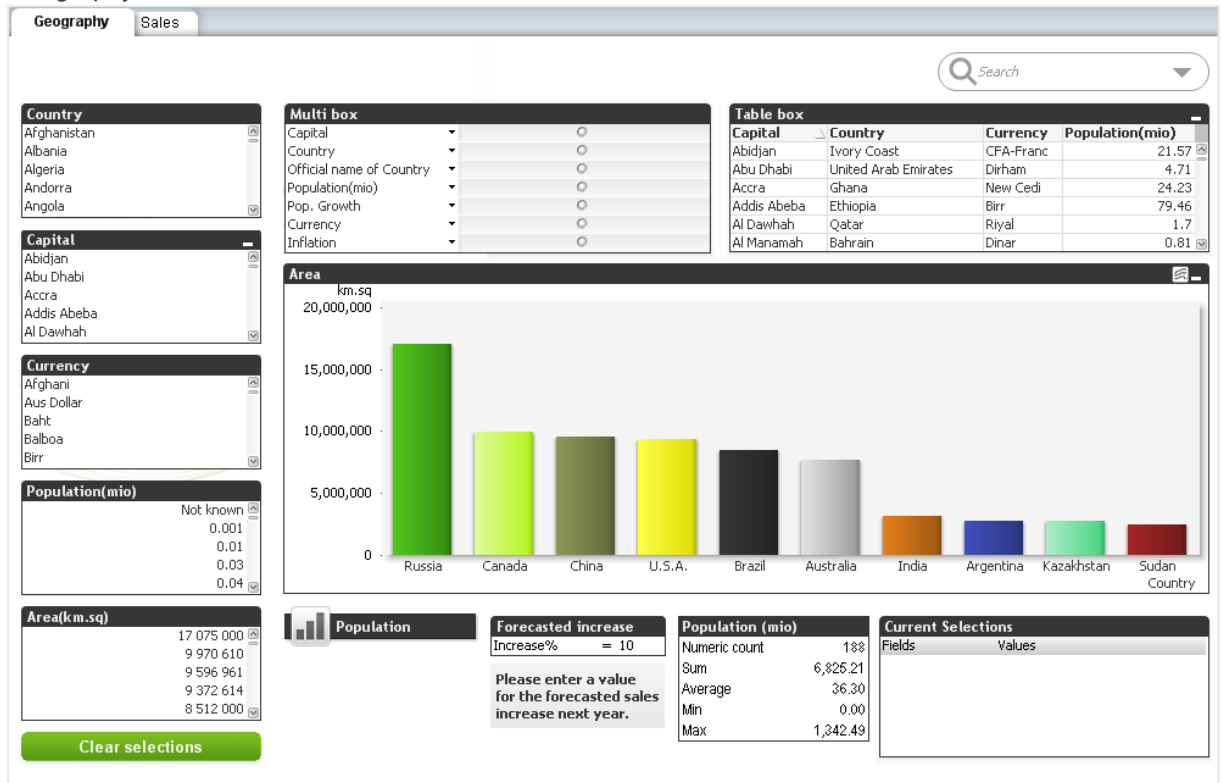 Geography Sales
Search
Country
Afghanistan
Albania
Algeria
Andorra
Angola
Capital
Abidjan
Abu Dhabi
Accra
Addis Abeba
Al Dawhah
Currency
Afghani
Aus Dollar
Baht
Balboa
Birr
Population(mio)
Not known
0.001
0.01
0.03
0.04
Area(km.sq)
17 075 000
9 970 610
9 596 961
9 372 614
8 512 000
Clear selections
Multi box
Capital
Country
Official name of Country
Population(mio)
Pop. Growth
Currency
Inflation
Table box
Capital Country Currency Population(mio)
Abidjan Ivory Coast CFA-Franc 21.57
Abu Dhabi United Arab Emirates Dirham 4.71
Accra Ghana New Cedi 24.23
Addis Abeba Ethiopia Birr 79.46
Al Dawhah Qatar Riyal 1.7
Al Manamah Bahrain Dinar 0.81
Area
km.sq
20,000,000
15,000,000
10,000,000
5,000,000
0
Russia Canada China U.S.A. Brazil Australia India Argentina Kazakhstan Sudan
Country
Population
Forecasted increase
Increase% = 10
Please enter a value
for the forecasted sales
increase next year.
Population (mio)
Numeric count 188
Sum 6,825.21
Average 36.30
Min 0.00
Max 1,342.49
Current Selections
Fields Values